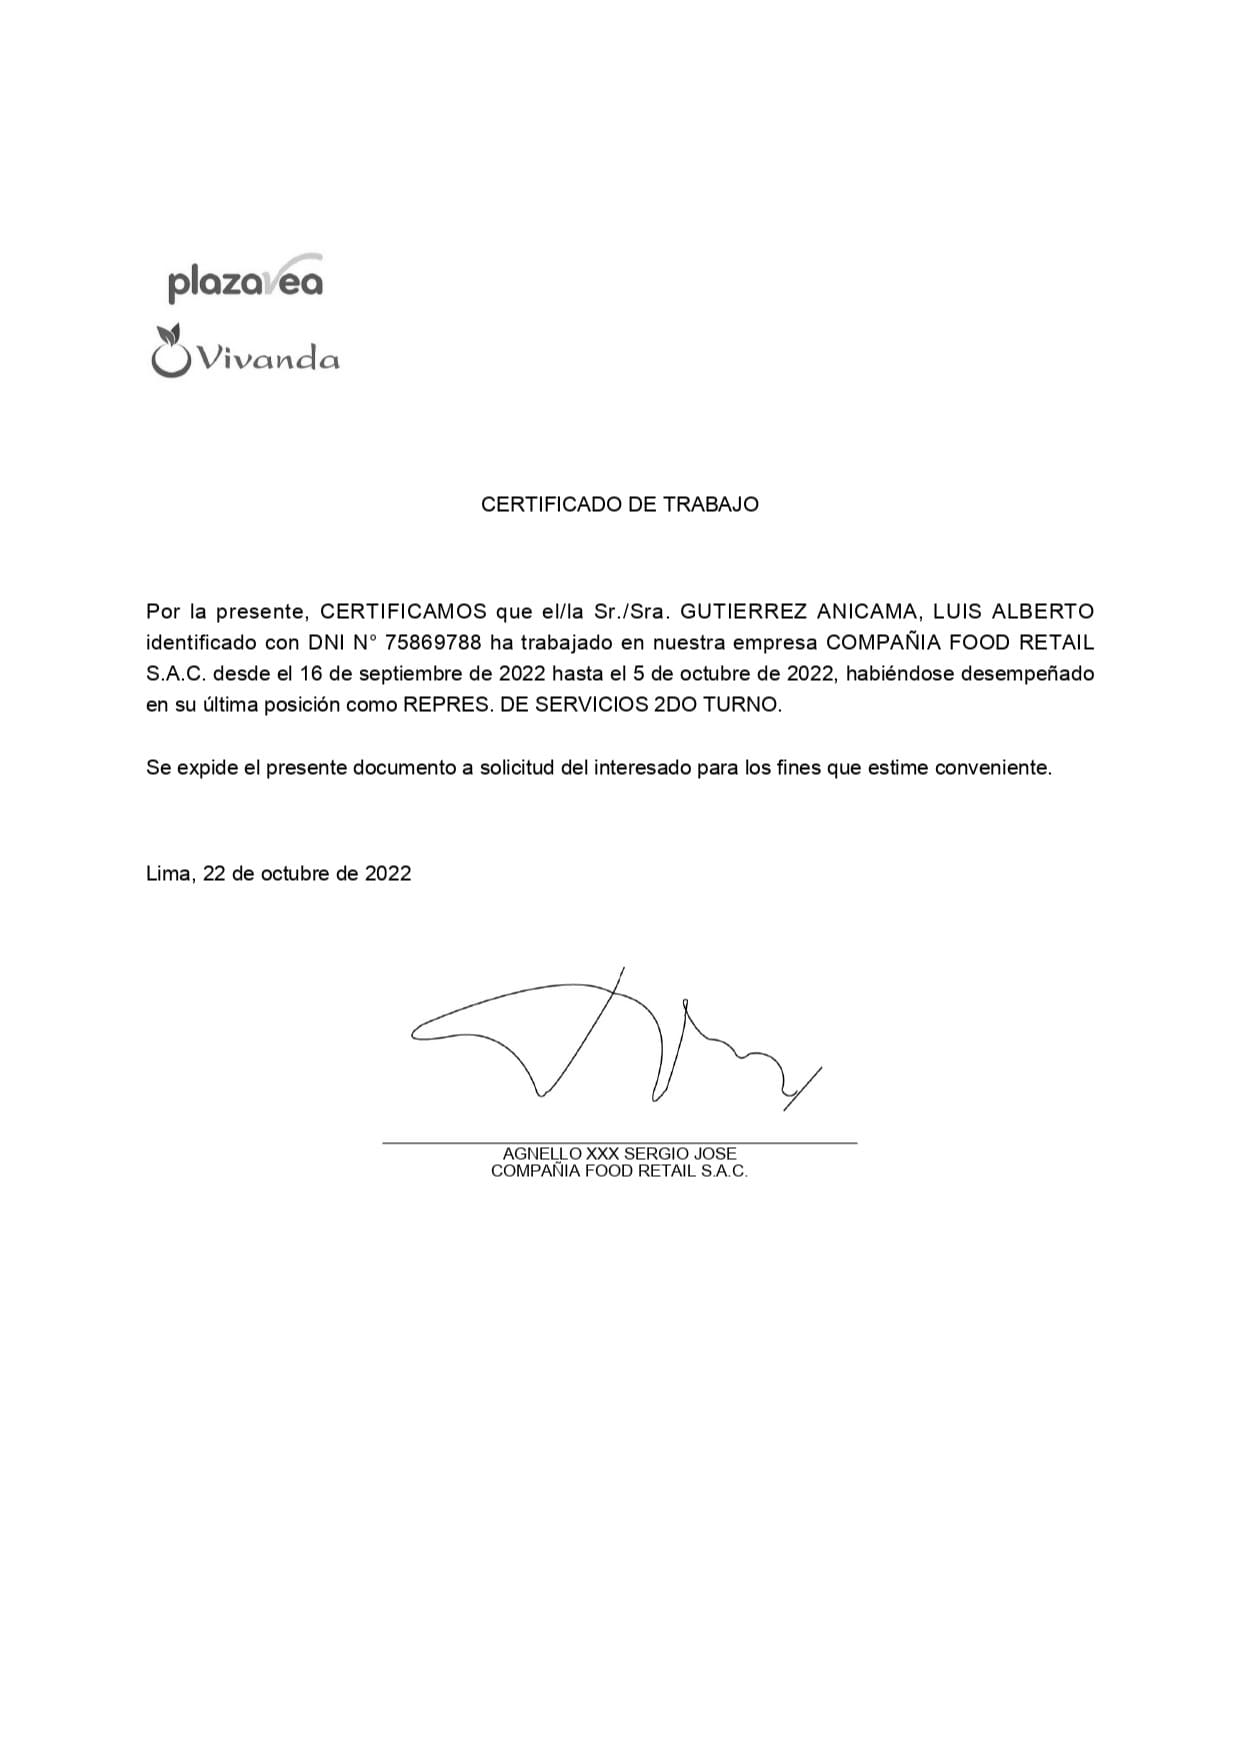 plazavea
Vivanda
CERTIFICADO DE TRABAJO
Por la presente, CERTIFICAMOS que el/la Sr./Sra. GUTIERREZ ANICAMA, LUIS ALBERTO
identificado con DNI N° 75869788 ha trabajado en nuestra empresa COMPAÑIA FOOD RETAIL
S.A.C. desde el 16 de septiembre de 2022 hasta el 5 de octubre de 2022, habiéndose desempeñado
en su última posición como REPRES. DE SERVICIOS 2DO TURNO.
Se expide el presente documento a solicitud del interesado para los fines que estime conveniente.
Lima, 22 de octubre de 2022
AGNELLO XXX SERGIO JOSE
COMPAÑIA FOOD RETAIL S.A.C.